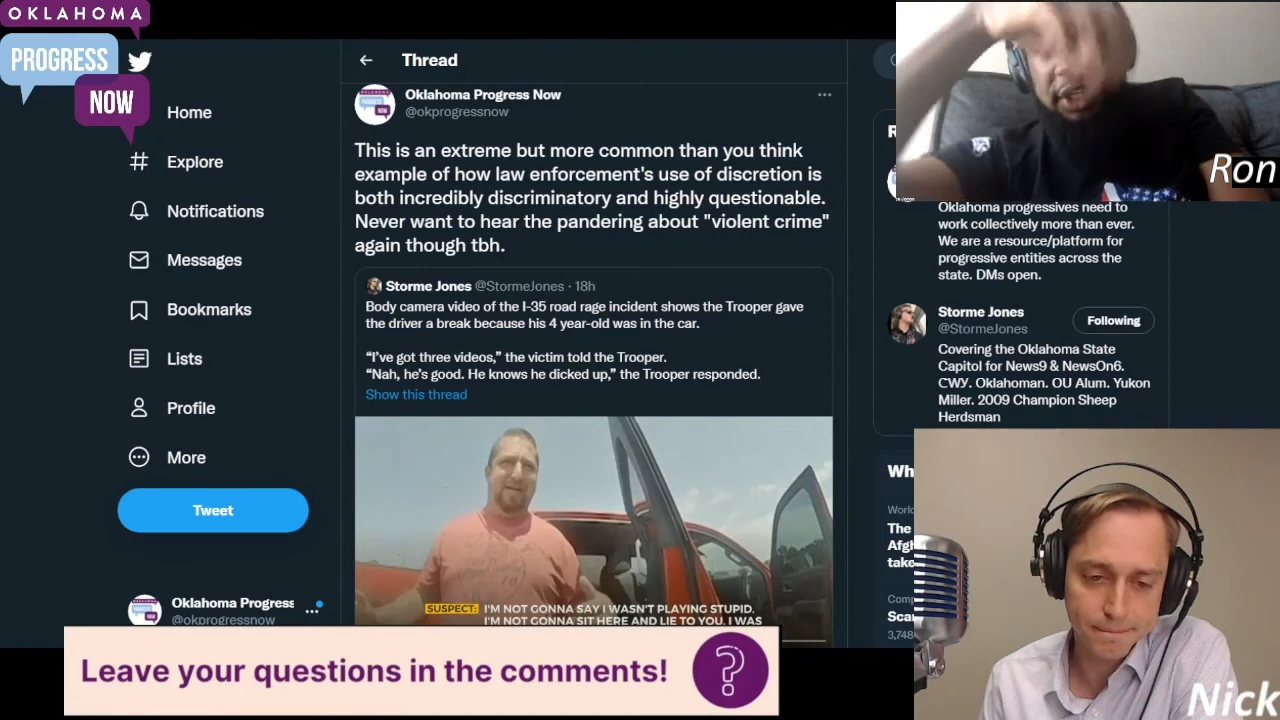 OKLAHOMA
PROGRESS
NOW
Home
Explore
Notifications
Messages
Bookmarks
Lists
Profile
More
Tweet
Oklahoma Progress
@okprogressnow
Thread
Oklahoma Progress Now
@okprogressnow
This is an extreme but more common than you think
example of how law enforcement's use of discretion is
both incredibly discriminatory and highly questionable.
Never want to hear the pandering about "violent crime"
again though tbh.
Storme Jones @StormeJones · 18h
Body camera video of the I-35 road rage incident shows the Trooper gave
the driver a break because his 4 year-old was in the car.
“I’ve got three videos,” the victim told the Trooper.
“Nah, he’s good. He knows he dicked up,” the Trooper responded.
Show this thread
SUSPECT: I'M NOT GONNA SAY I WASN'T PLAYING STUPID.
I'M NOT GONNA SIT HERE AND LIE TO YOU. I WAS
Ron
Oklahoma progressives need to
work collectively more than ever.
We are a resource/platform for
progressive entities across the
state. DMs open.
Storme Jones
@StormeJones
Following
Covering the Oklahoma State
Capitol for News9 & NewsOn6.
CWY. Oklahoman. OU Alum. Yukon
Miller. 2009 Champion Sheep
Herdsman
Wh
World
The
Afgh
take
Com
Scar
3,748
Leave your questions in the comments!
?
Nick